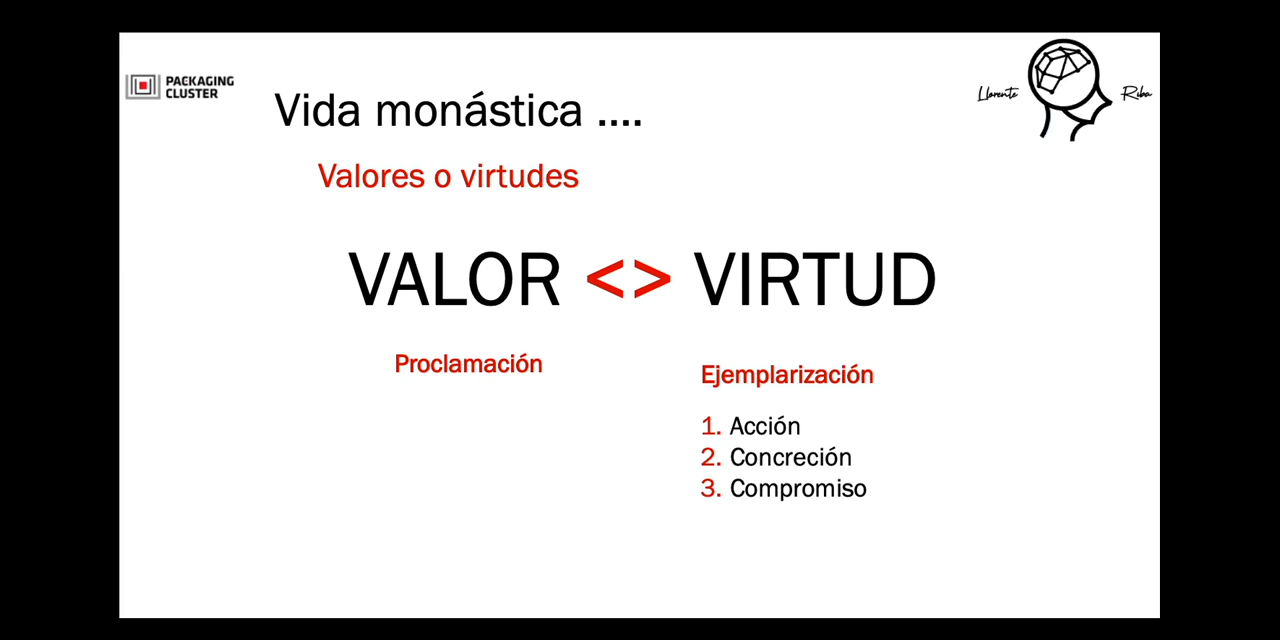 PACKAGING
CLUSTER
Llorente
Riba
Vida monástica ....
Valores o virtudes
VALOR <> VIRTUD
Proclamación
Ejemplarización
1. Acción
2. Concreción
3. Compromiso